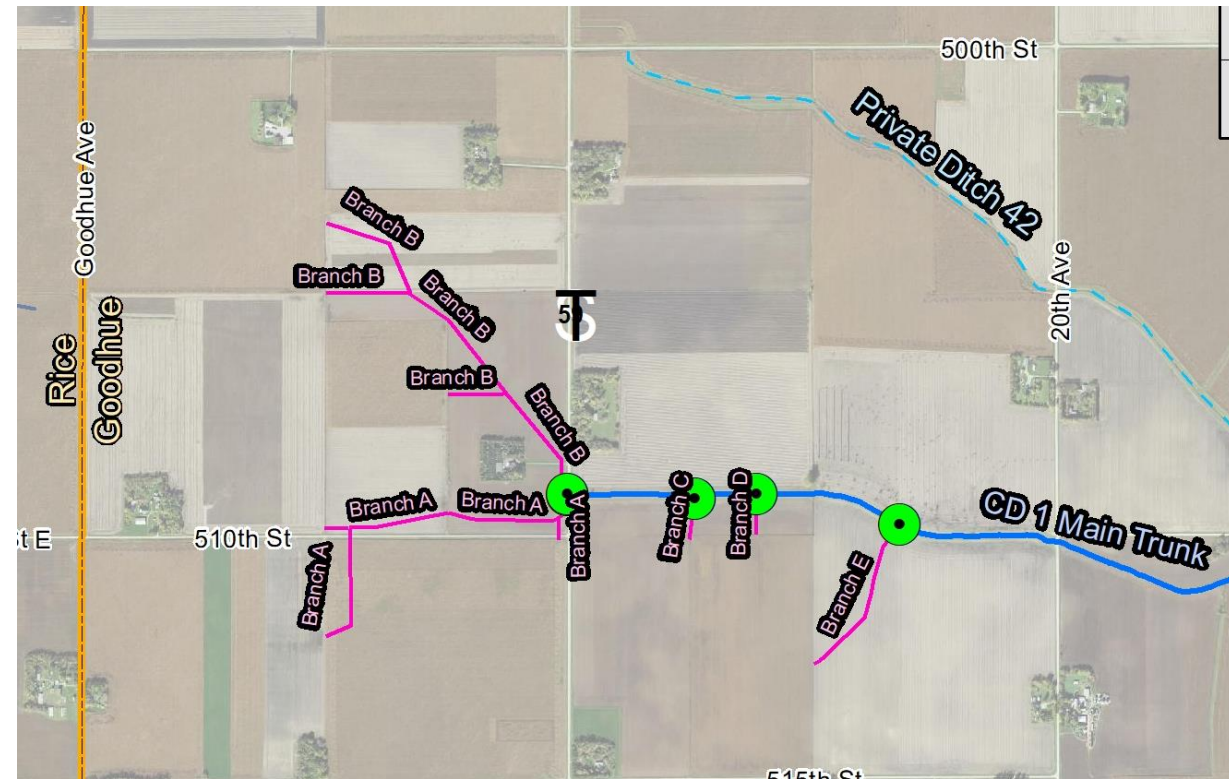 500th St
Goodhue Ave
Private Ditch 42
Branch B
Branch B
Branch B
20th Ave
Rice
Goodhue
Branch B
Branch B
Branch A
Branch A
Branch A
Branch C
Branch D
CD 1 Main Trunk
St E
510th St
Branch A
Branch E
515th St